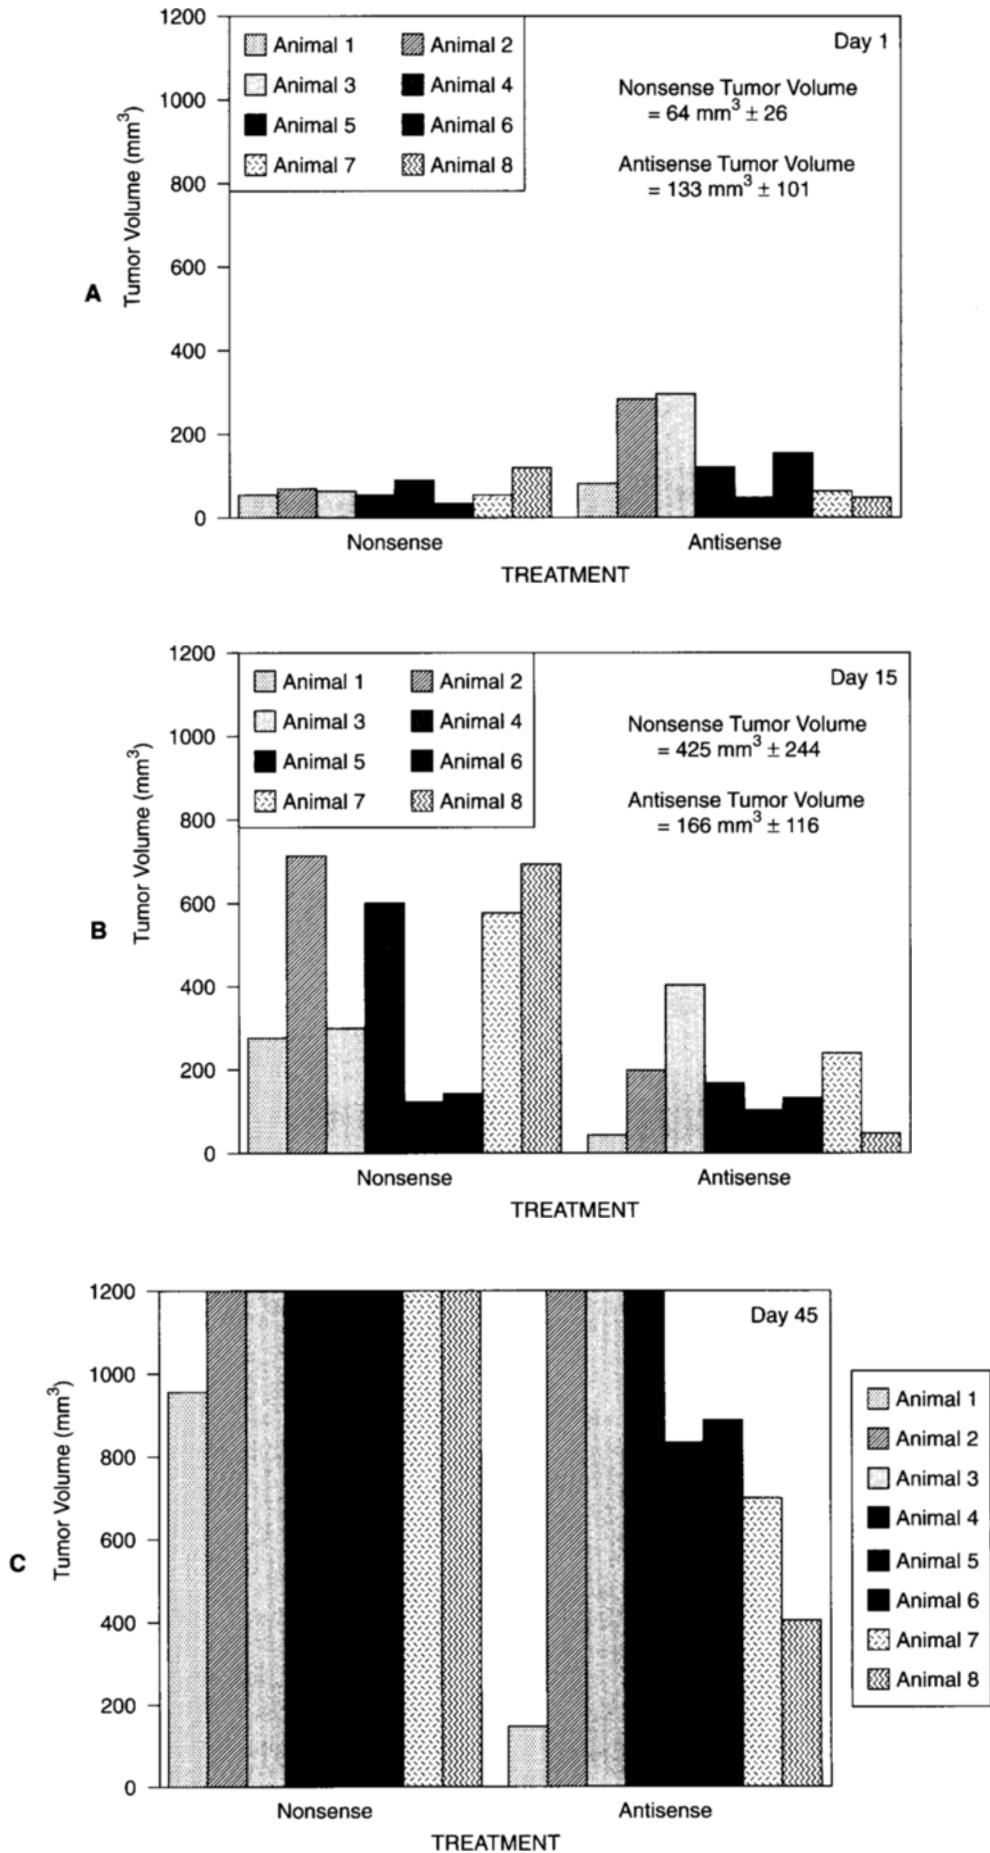 1200
Animal 1 Animal 2
Day 1
Animal 3 Animal 4
Nonsense Tumor Volume
= 64 mm³ ± 26
1000
Animal 5 Animal 6
Animal 7 Animal 8
Antisense Tumor Volume
= 133 mm³ ± 101
800
600
400
200
0
Tumor Volume (mm³)
A
Nonsense Antisense
TREATMENT
1200
Animal 1 Animal 2
Day 15
Animal 3 Animal 4
Nonsense Tumor Volume
= 425 mm³ ± 244
1000
Animal 5 Animal 6
Animal 7 Animal 8
Antisense Tumor Volume
= 166 mm³ ± 116
800
600
400
200
0
Tumor Volume (mm³)
B
Nonsense Antisense
TREATMENT
1200
Day 45
1000
800
600
400
200
0
Tumor Volume (mm³)
C
Animal 1
Animal 2
Animal 3
Animal 4
Animal 5
Animal 6
Animal 7
Animal 8
Nonsense Antisense
TREATMENT